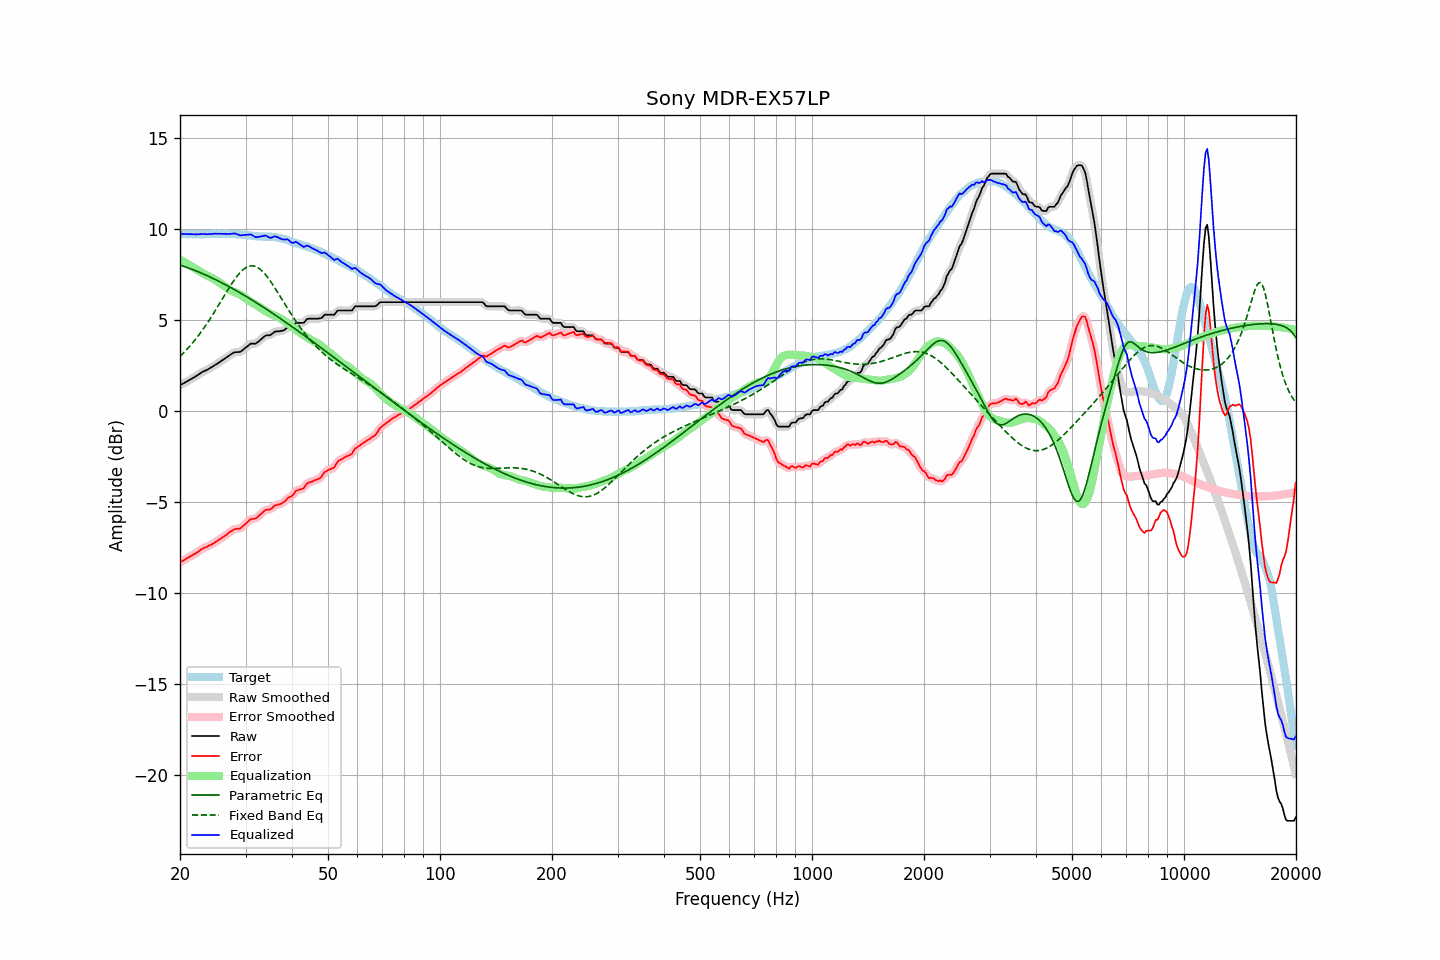 Sony MDR-EX57LP
15
10
5
0
−5
−10
−15
−20
Amplitude (dBr)
Target
Raw Smoothed
Error Smoothed
Raw
Error
Equalization
Parametric Eq
Fixed Band Eq
Equalized
20 50 100 200 500 1000 2000 5000 10000 20000
Frequency (Hz)